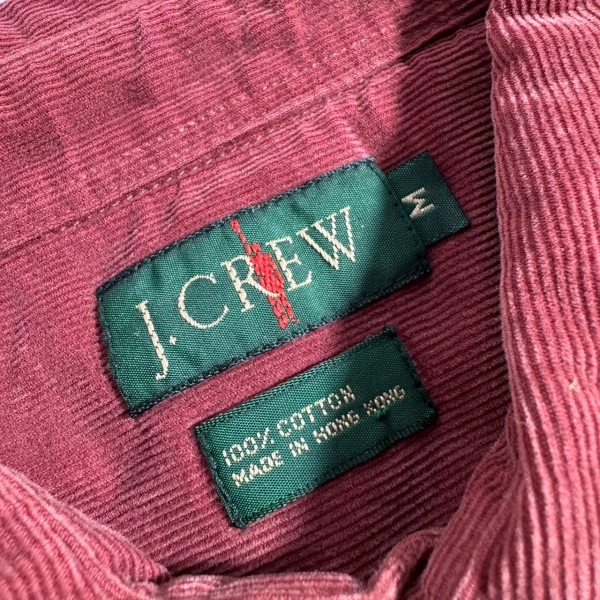 J.CREW
M
100% COTTON
MADE IN HONG KONG